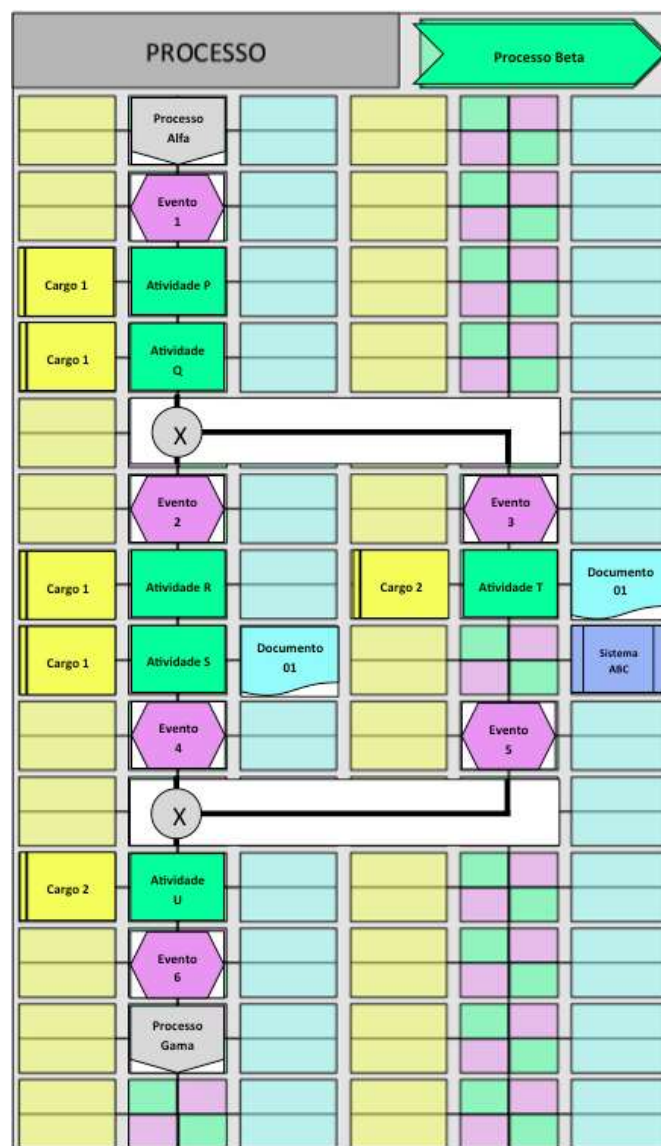 PROCESSO
Processo Beta
Processo
Alfa
Evento
1
Cargo 1
Atividade P
Cargo 1
Atividade
Q
X
Evento
2
Evento
3
Cargo 1
Atividade R
Cargo 2
Atividade T
Documento
01
Cargo 1
Atividade S
Documento
01
Sistema
ABC
Evento
4
Evento
5
X
Cargo 2
Atividade
U
Evento
6
Processo
Gama